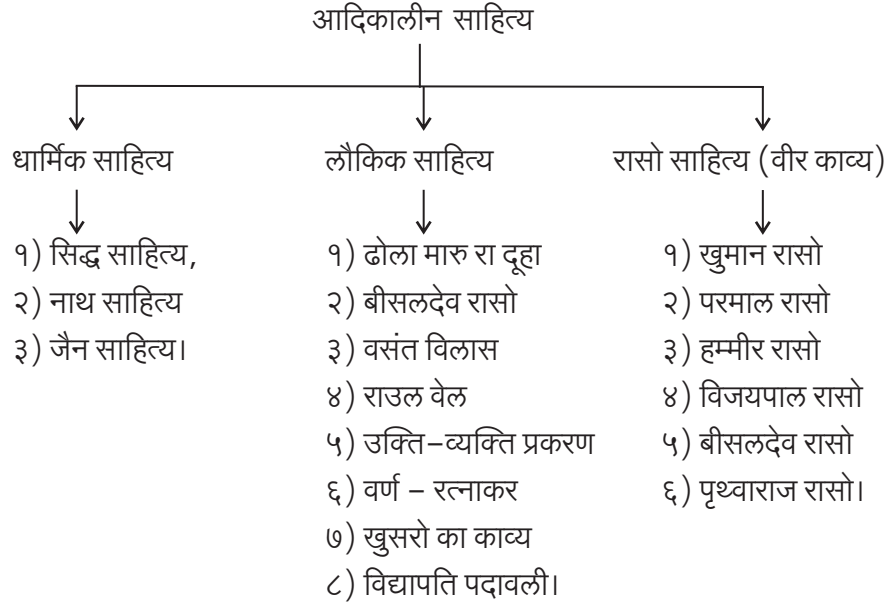 आदिकालीन साहित्य
धार्मिक साहित्य
१) सिद्ध साहित्य,
२) नाथ साहित्य
३) जैन साहित्य।
लौकिक साहित्य
१) ढोला मारु रा दूहा
२) बीसलदेव रासो
३) वसंत विलास
४) राउल वेल
५) उक्ति–व्यक्ति प्रकरण
६) वर्ण – रत्नाकर
७) खुसरो का काव्य
८) विद्यापति पदावली।
रासो साहित्य (वीर काव्य)
१) खुमान रासो
२) परमाल रासो
३) हम्मीर रासो
४) विजयपाल रासो
५) बीसलदेव रासो
६) पृथ्वाराज रासो।